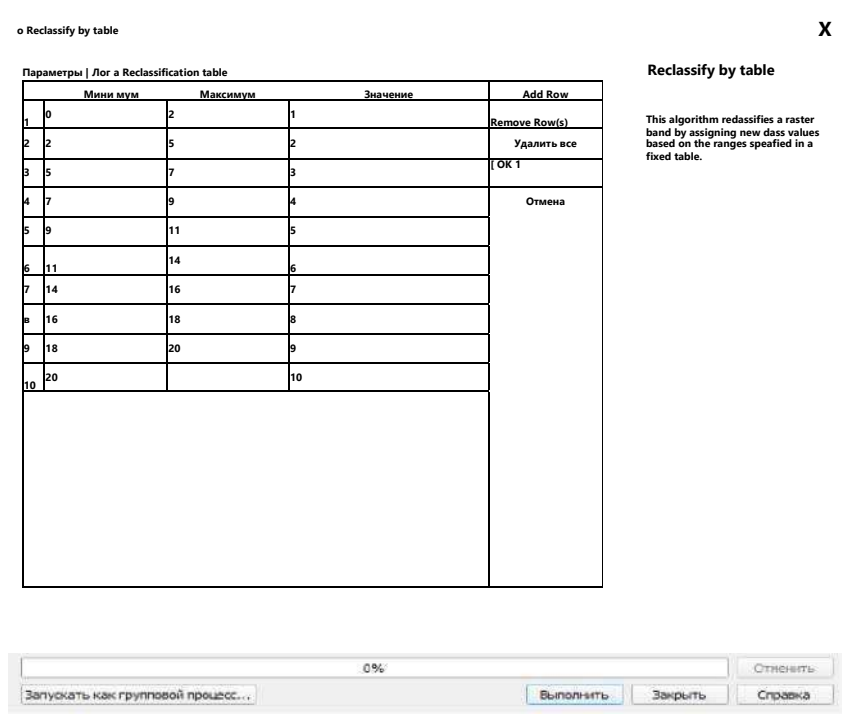 o Reclassify by table
X
Параметры | Лог a Reclassification table
Reclassify by table
Мини мум Максимум Значение Add Row
1 0 2 1 Remove Row(s)
2 2 5 2 Удалить все
3 5 7 3 [ OK 1
4 7 9 4 Отмена
5 9 11 5
6 11 14 6
7 14 16 7
в 16 18 8
9 18 20 9
10 20 10
This algorithm redassifies a raster
band by assigning new dass values
based on the ranges speafied in a
fixed table.
0% Отменить
Запускать как групповой процесс... Выполнить Закрыть Справка